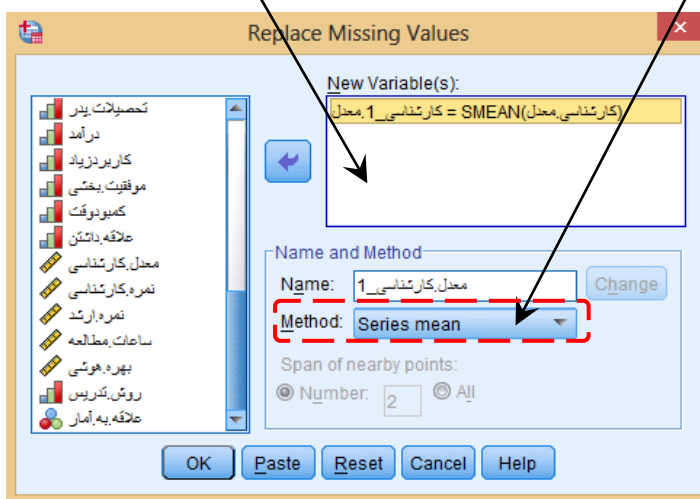 Replace Missing Values
New Variable(s):
معدل.کارشناسی_1 = SMEAN(معدل.کارشناسی)
تحصیلات.پدر
درآمد
کاربردزیاد
موفقیت.بخشی
کمبودوقت
علاقه.داشتن
معدل.کارشناسی
نمره.کارشناسی
نمره.ارشد
ساعات.مطالعه
بهره.هوشی
روش.تدریس
علاقه.به.آمار
Name and Method
Name: معدل.کارشناسی_1 Change
Method: Series mean
Span of nearby points:
Number: 2 All
OK Paste Reset Cancel Help